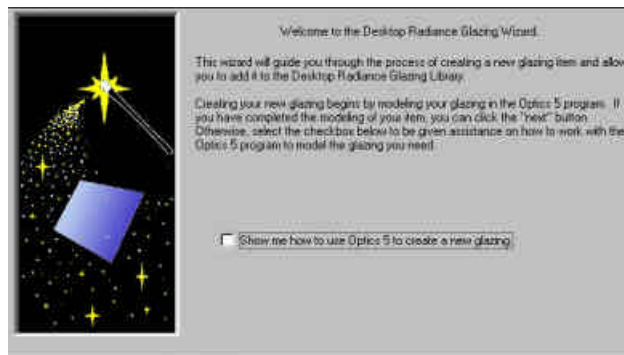 Welcome to the Desktop Radiance Glazing Wizard.
This wizard will guide you through the process of creating a new glazing item and allow
you to add it to the Desktop Radiance Glazing Library.
Creating your new glazing begins by modeling your glazing in the Optics 5 program. If
you have completed the modeling of your item, you can click the "next" button.
Otherwise, select the checkbox below to be given assistance on how to work with the
Optics 5 program to model the glazing you need.
Show me how to use Optics 5 to create a new glazing